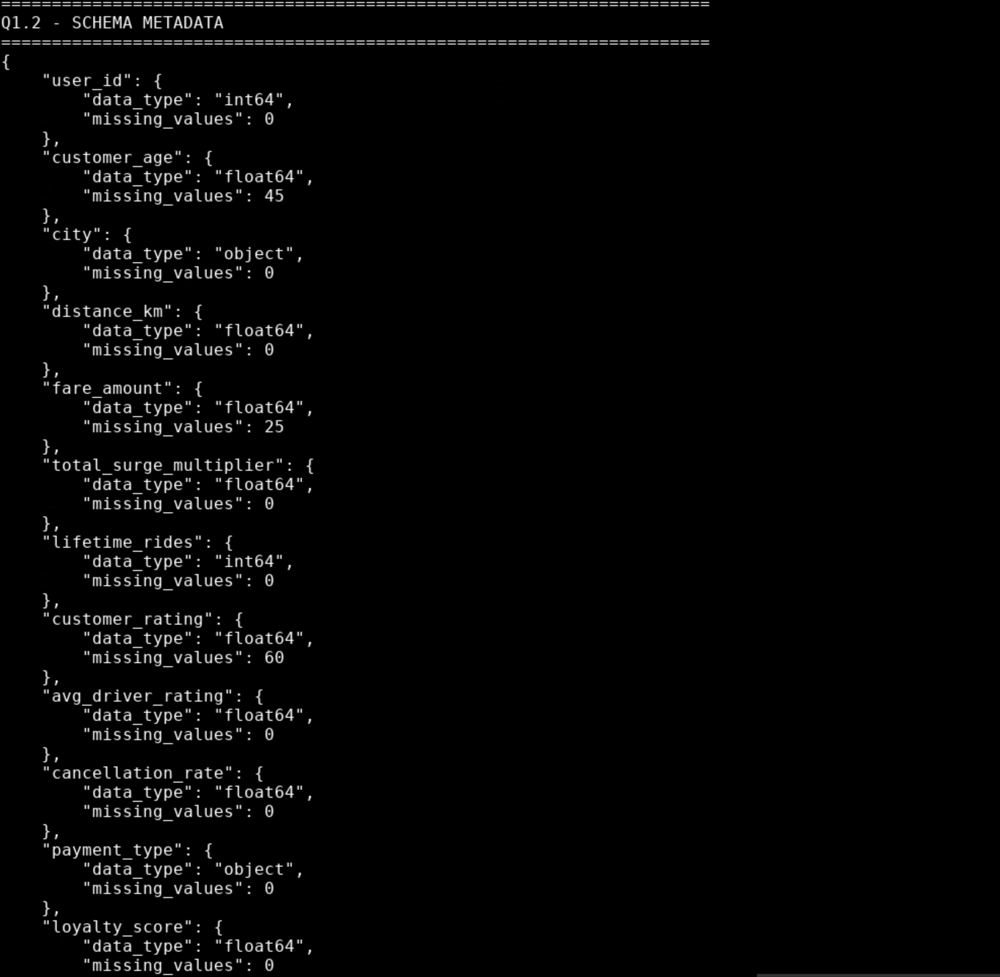 ======================================================================
Q1.2 - SCHEMA METADATA
======================================================================
{
    "user_id": {
        "data_type": "int64",
        "missing_values": 0
    },
    "customer_age": {
        "data_type": "float64",
        "missing_values": 45
    },
    "city": {
        "data_type": "object",
        "missing_values": 0
    },
    "distance_km": {
        "data_type": "float64",
        "missing_values": 0
    },
    "fare_amount": {
        "data_type": "float64",
        "missing_values": 25
    },
    "total_surge_multiplier": {
        "data_type": "float64",
        "missing_values": 0
    },
    "lifetime_rides": {
        "data_type": "int64",
        "missing_values": 0
    },
    "customer_rating": {
        "data_type": "float64",
        "missing_values": 60
    },
    "avg_driver_rating": {
        "data_type": "float64",
        "missing_values": 0
    },
    "cancellation_rate": {
        "data_type": "float64",
        "missing_values": 0
    },
    "payment_type": {
        "data_type": "object",
        "missing_values": 0
    },
    "loyalty_score": {
        "data_type": "float64",
        "missing_values": 0